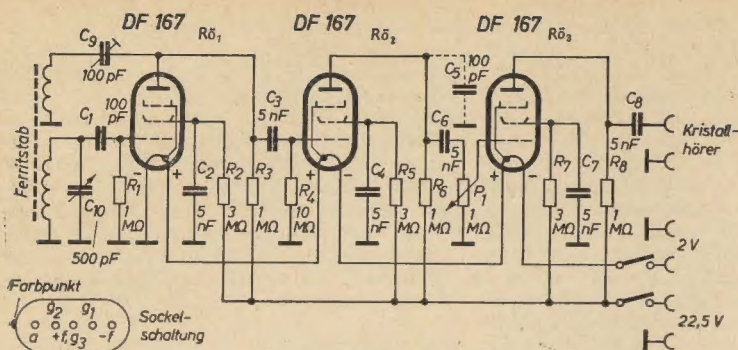 DF 167 Rö₁
DF 167 Rö₂
DF 167 Rö₃
C₉
100 pF
Ferritstab
C₁
100 pF
C₁₀
500 pF
R₁
1 MΩ
C₂
5 nF
R₂
3 MΩ
R₃
1 MΩ
C₃
5 nF
R₄
10 MΩ
C₄
5 nF
R₅
3 MΩ
R₆
1 MΩ
C₅
100 pF
C₆
5 nF
P₁
1 MΩ
R₇
3 MΩ
C₇
5 nF
R₈
1 MΩ
C₈
5 nF
Kristall-
hörer
2 V
22,5 V
- + + - + -
Farbpunkt
g₂ g₁
a +f,g₃ -f
Sockel-
schaltung